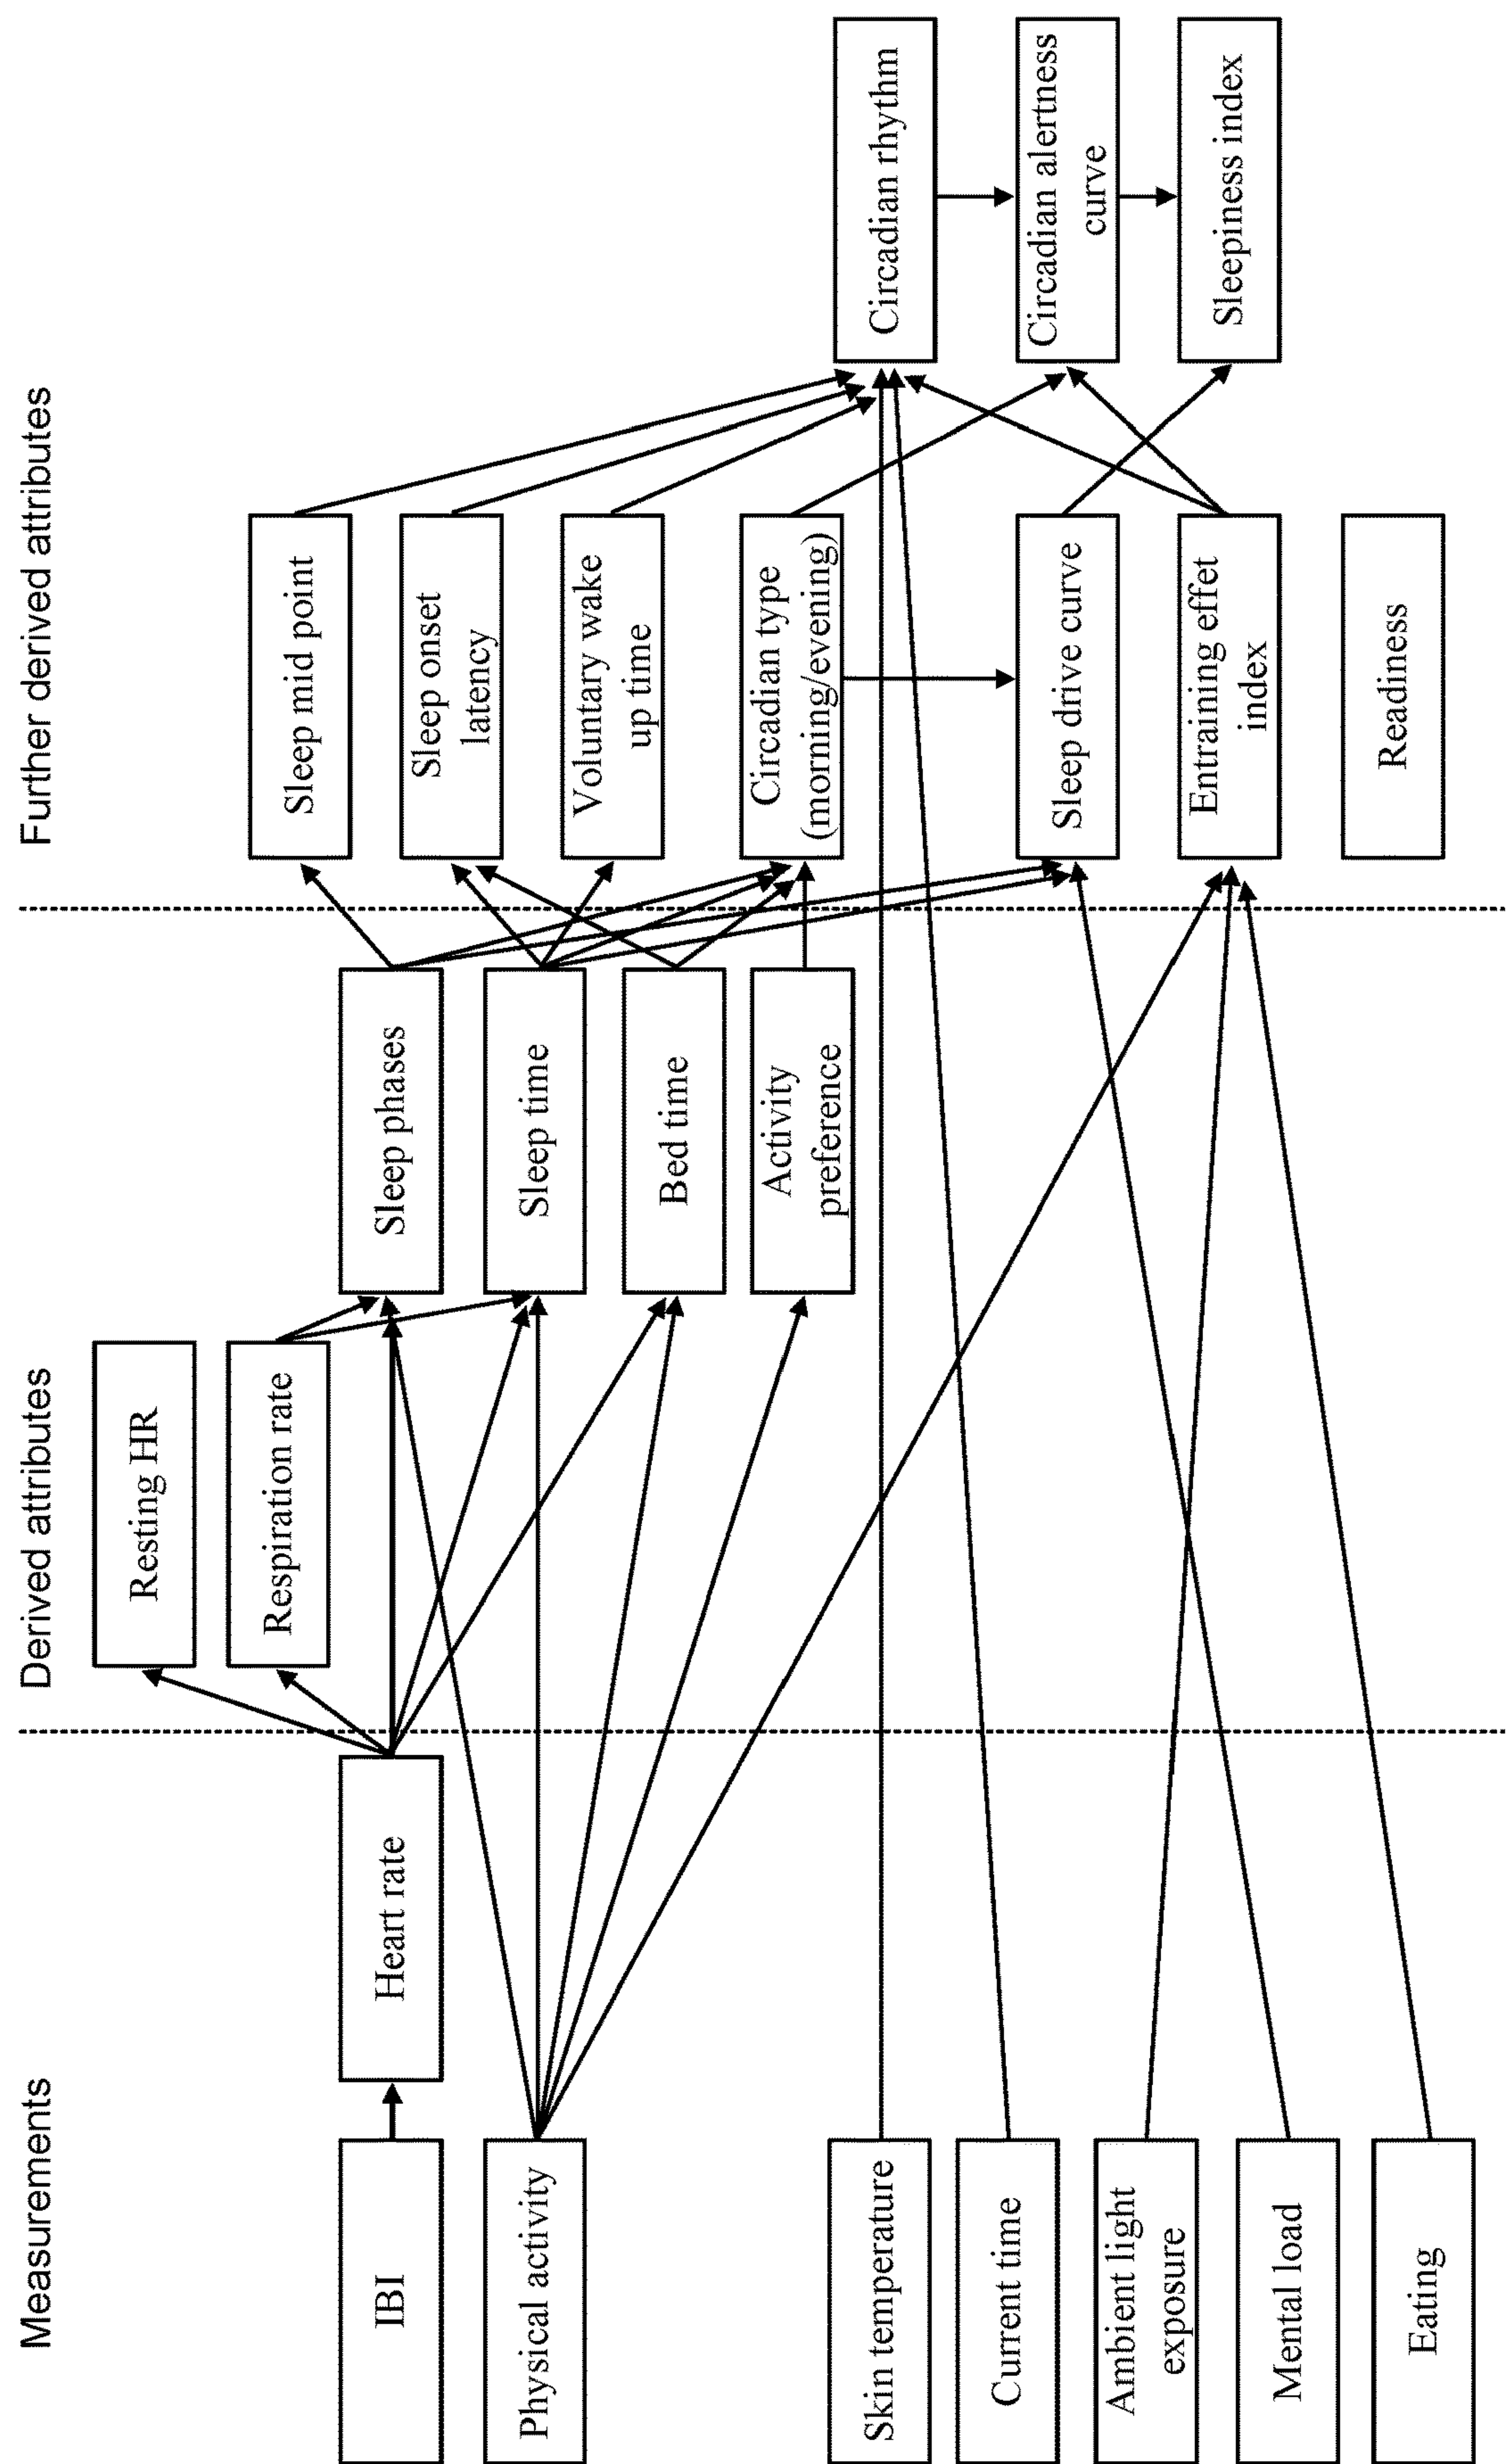 Measurements
Derived attributes
Further derived attributes
IBI
Heart rate
Physical activity
Skin temperature
Current time
Ambient light
exposure
Mental load
Eating
Resting HR
Respiration rate
Sleep phases
Sleep time
Bed time
Activity
preference
Sleep mid point
Sleep onset
latency
Voluntary wake
up time
Circadian type
(morning/evening)
Sleep drive curve
Entraining effet
index
Readiness
Circadian rhythm
Circadian alertness
curve
Sleepiness index